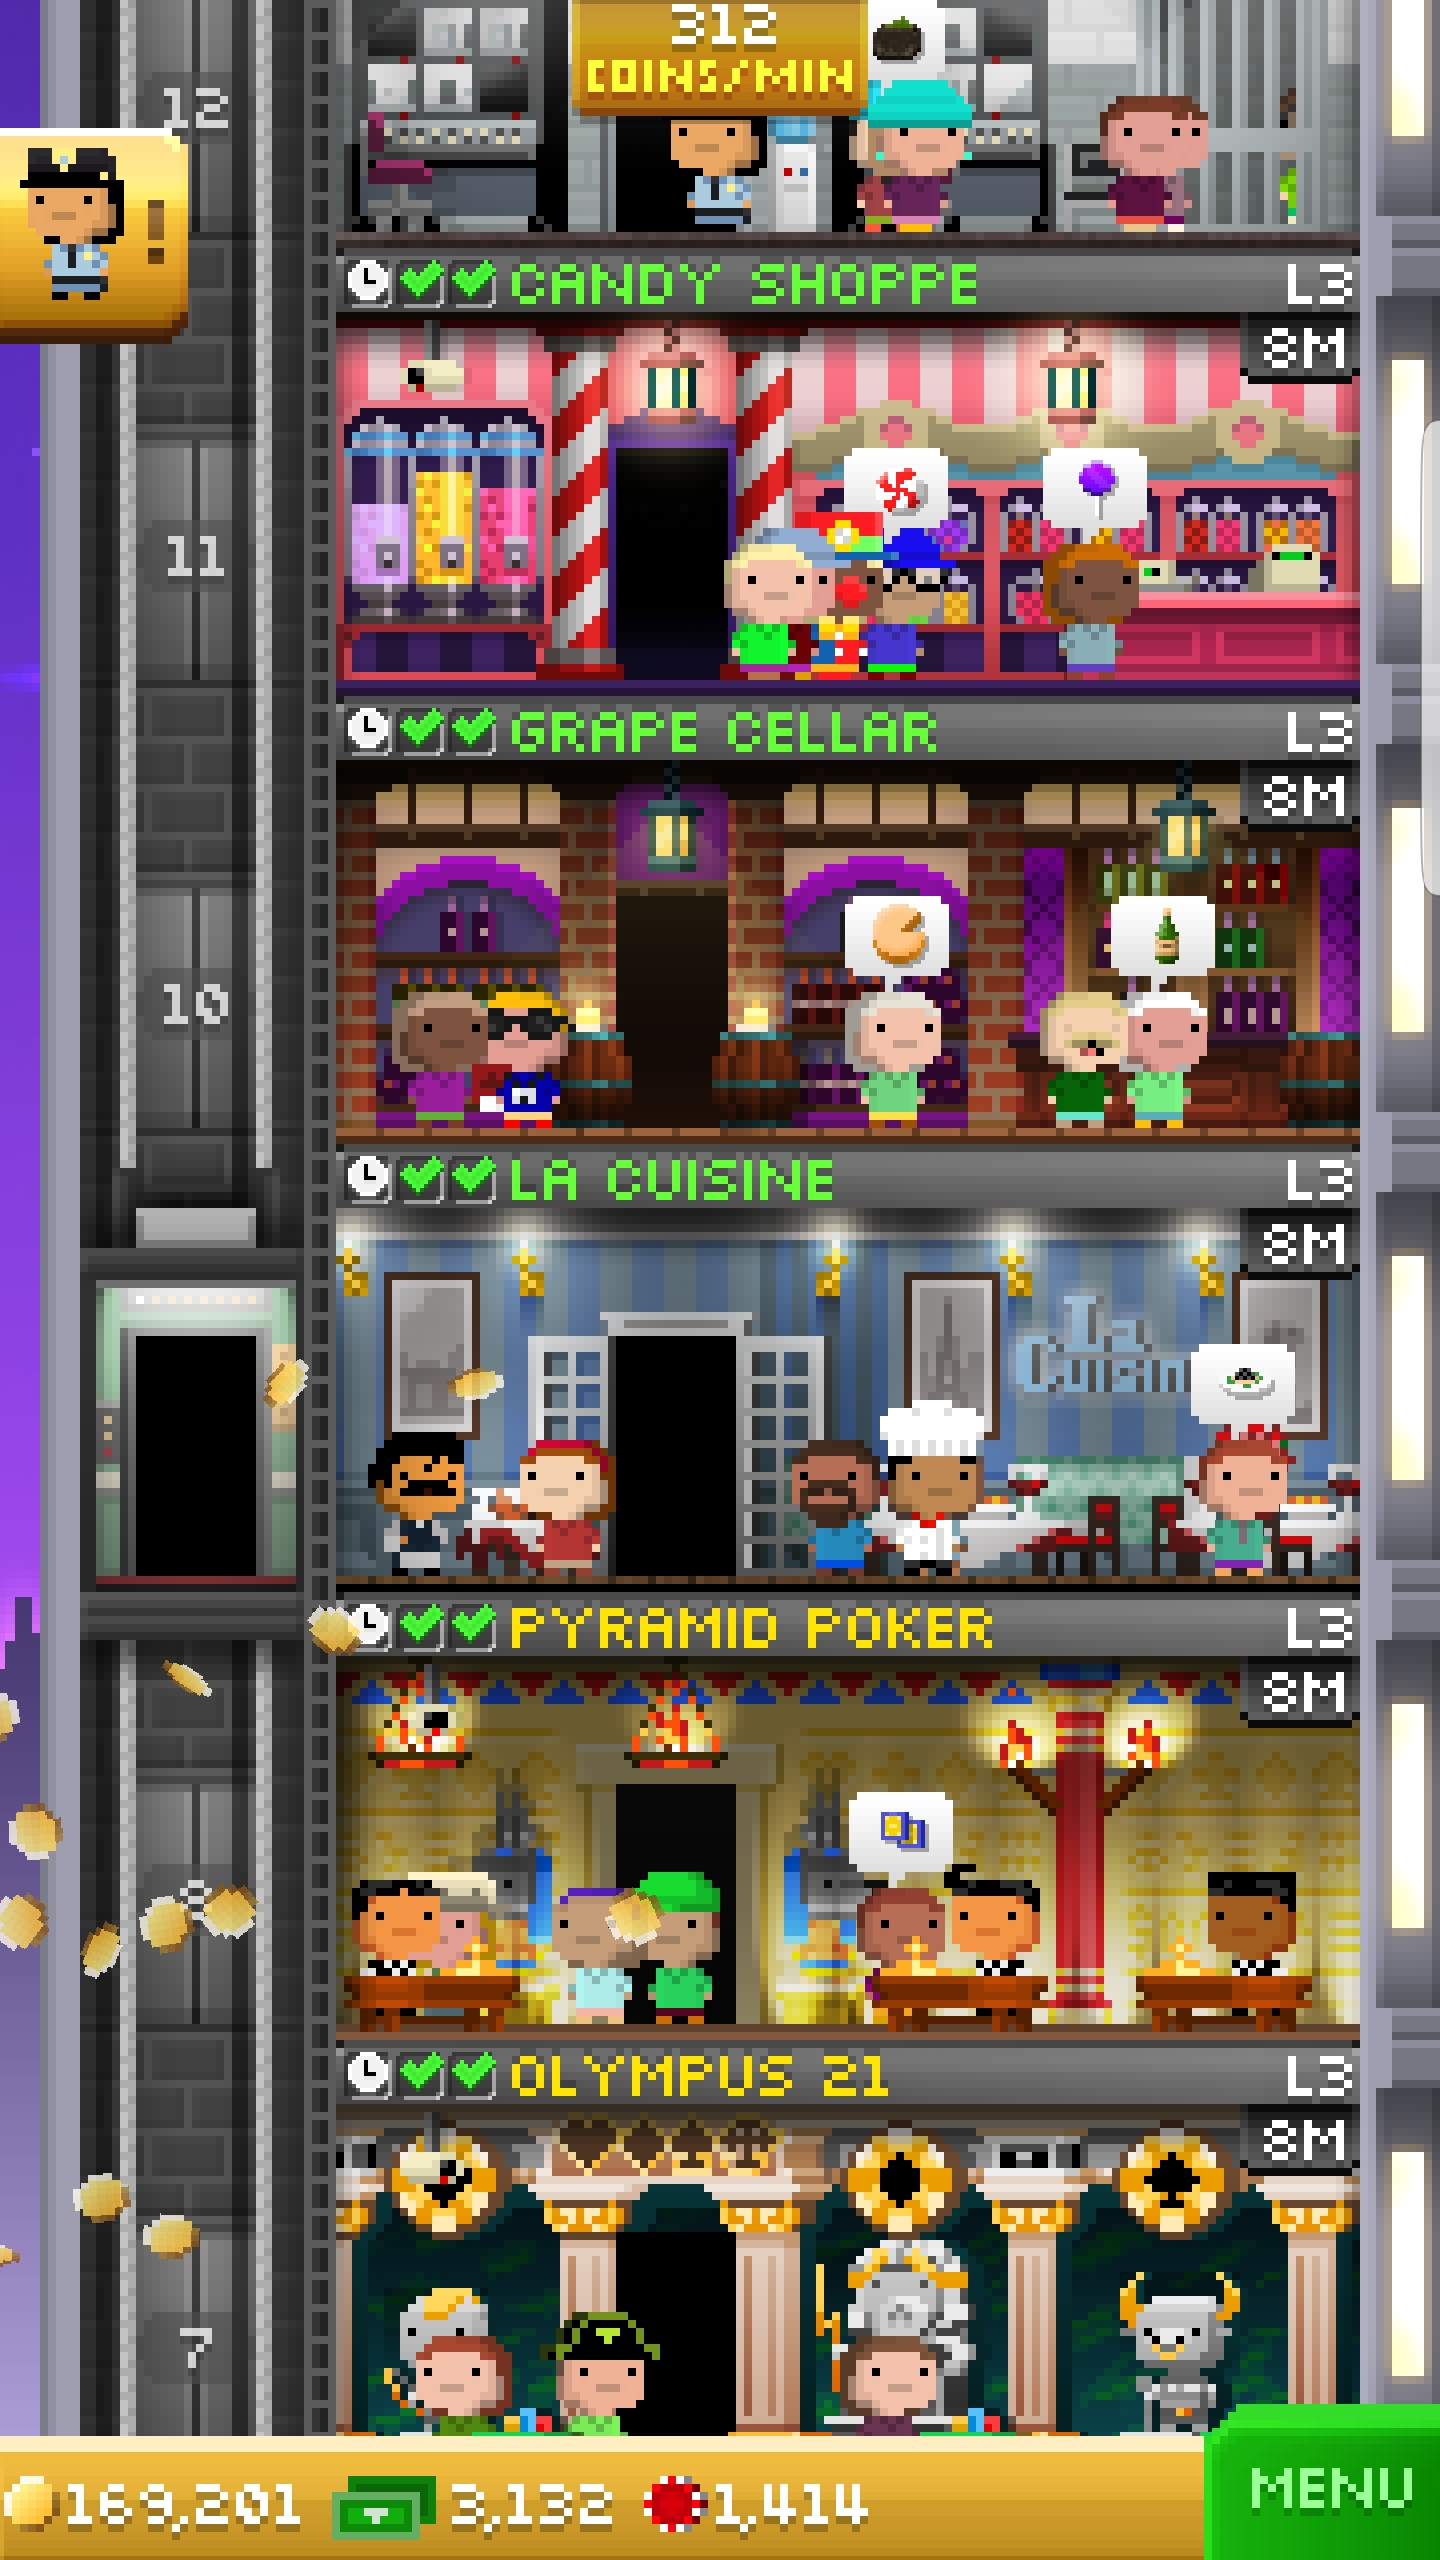 312
COINS/MIN
12
!
CANDY SHOPPE L3
8M
11
GRAPE CELLAR L3
8M
10
LA CUISINE L3
8M
La
Cuisin
PYRAMID POKER L3
8M
8
OLYMPUS 21 L3
8M
7
169,201 3,132 1,414
MENU